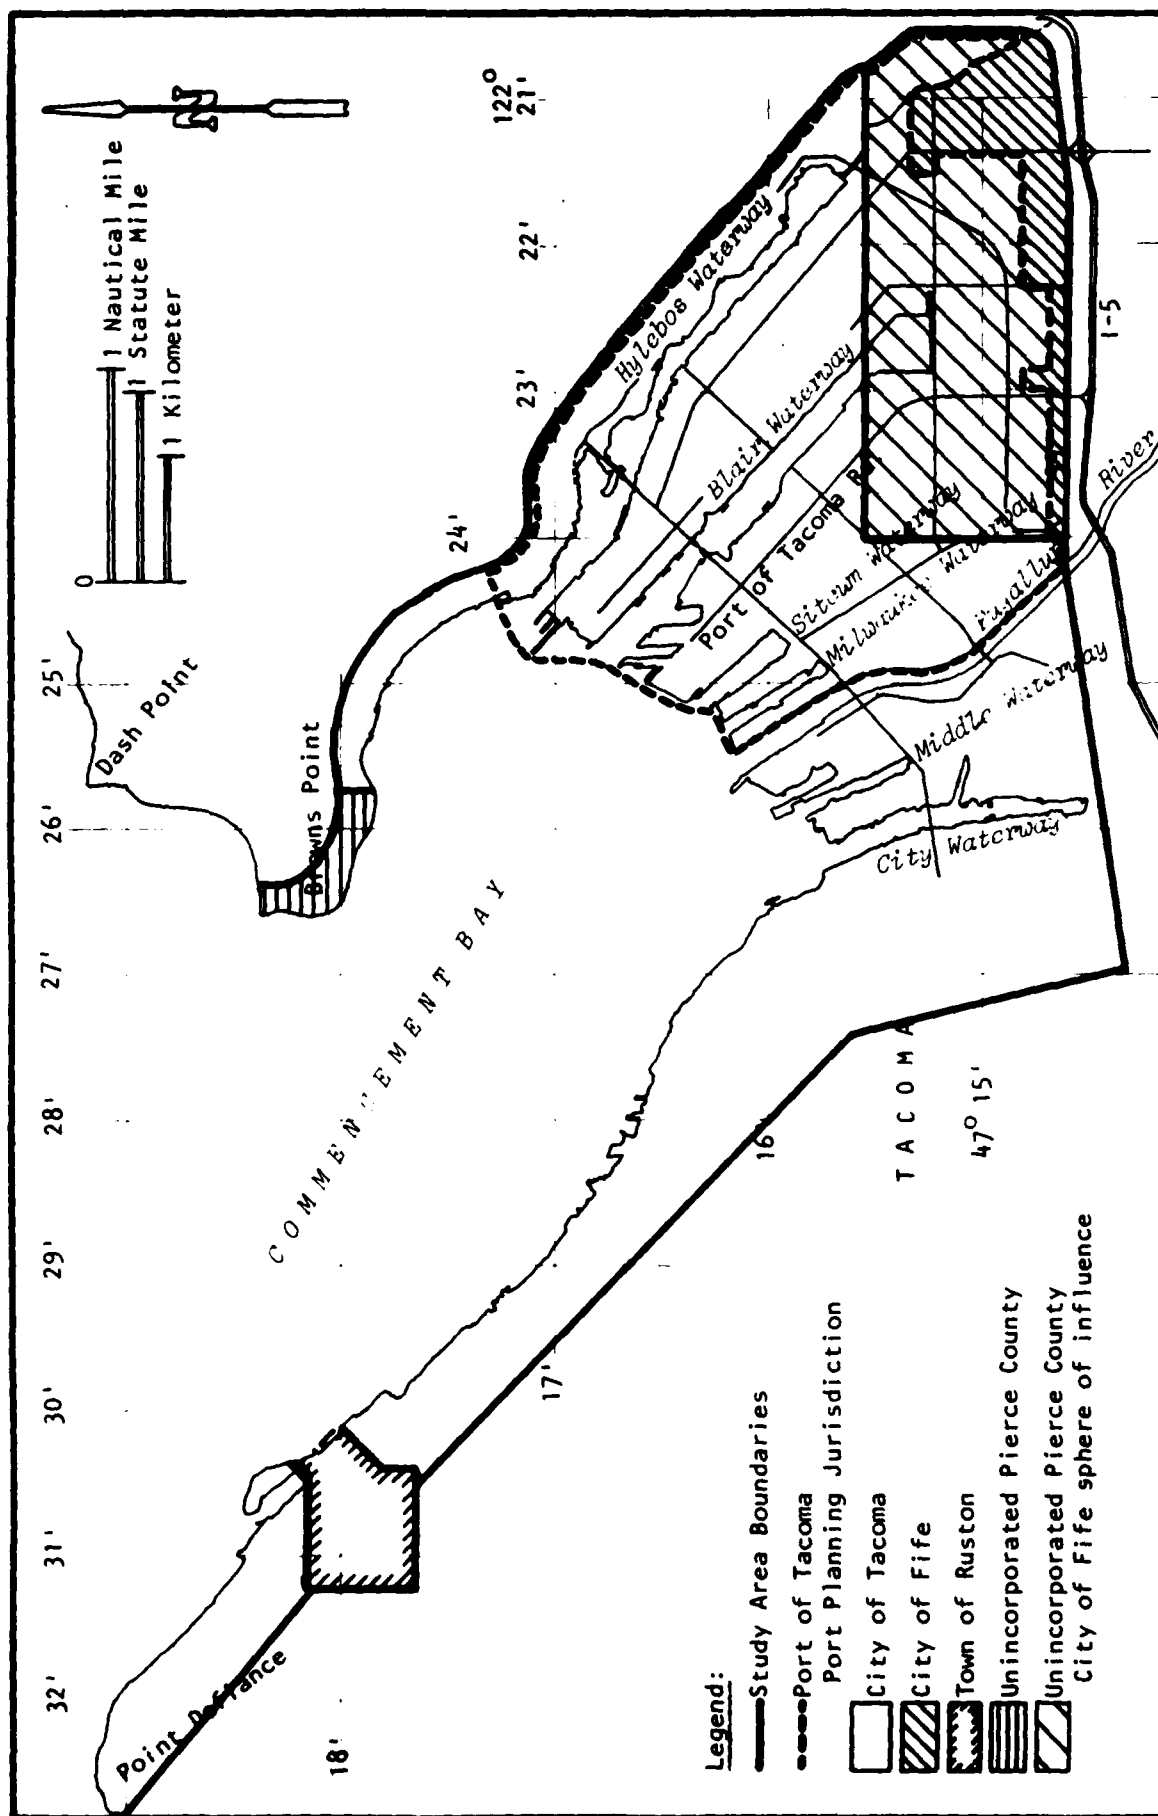 32'
31'
30'
29'
28'
27'
26'
25'
24'
23'
22'
122°
21'
0
1 Nautical Mile
1 Statute Mile
1 Kilometer
N
Dash Point
Browns Point
Point Defiance
COMMENCEMENT BAY
18'
17'
16'
47° 15'
TACOMA
Hylebos Waterway
Blair Waterway
Port of Tacoma R
Sitcum Waterway
Milwaukee Waterway
Puyallup River
Middle Waterway
City Waterway
I-5
Legend:
Study Area Boundaries
Port of Tacoma
Port Planning Jurisdiction
City of Tacoma
City of Fife
Town of Ruston
Unincorporated Pierce County
Unincorporated Pierce County
City of Fife sphere of influence